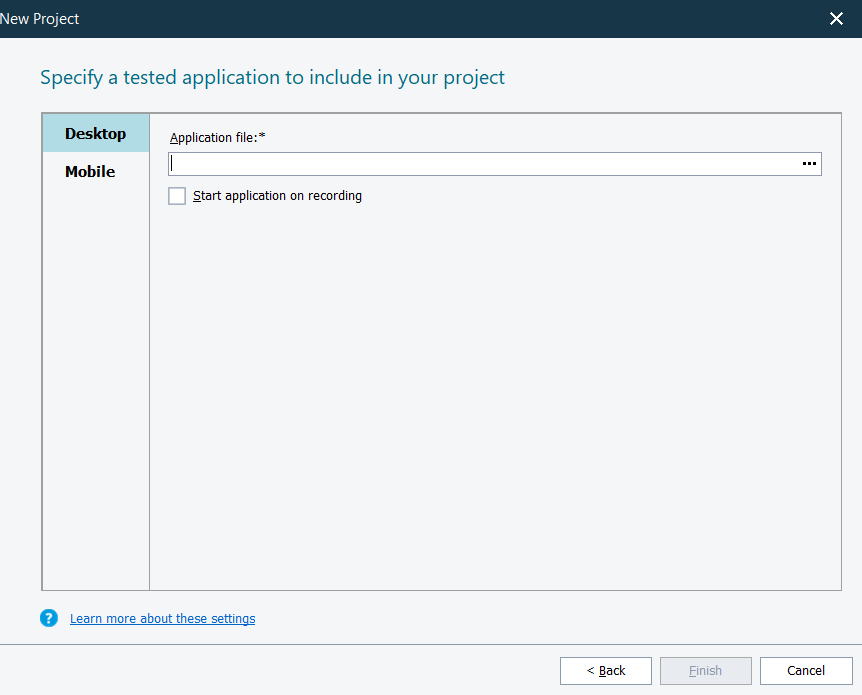 New Project
Specify a tested application to include in your project
Desktop
Mobile
Application file:*
...
Start application on recording
? Learn more about these settings
< Back
Finish
Cancel